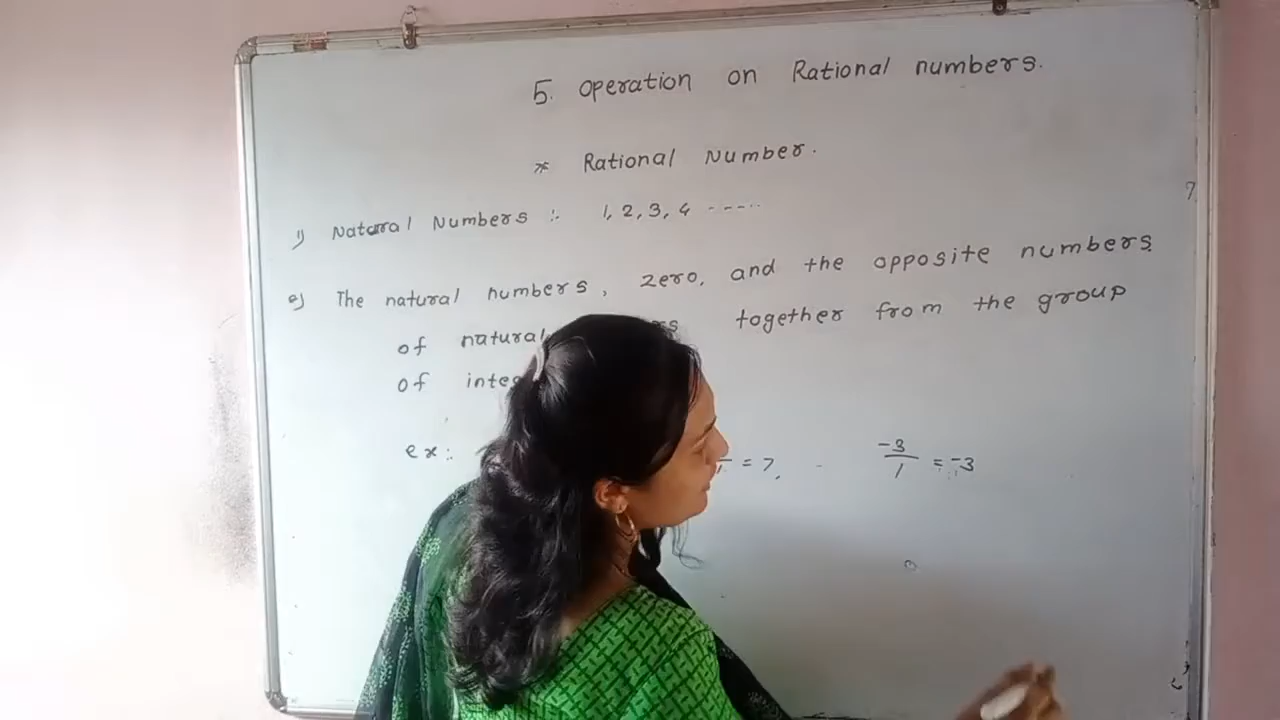 5. Operation on Rational numbers.
* Rational Number.
1) Natural Numbers :- 1, 2, 3, 4 -----
2) The natural numbers, zero, and the opposite numbers
of natural together from the group
of
ex:- = 7, -3/1 = -3